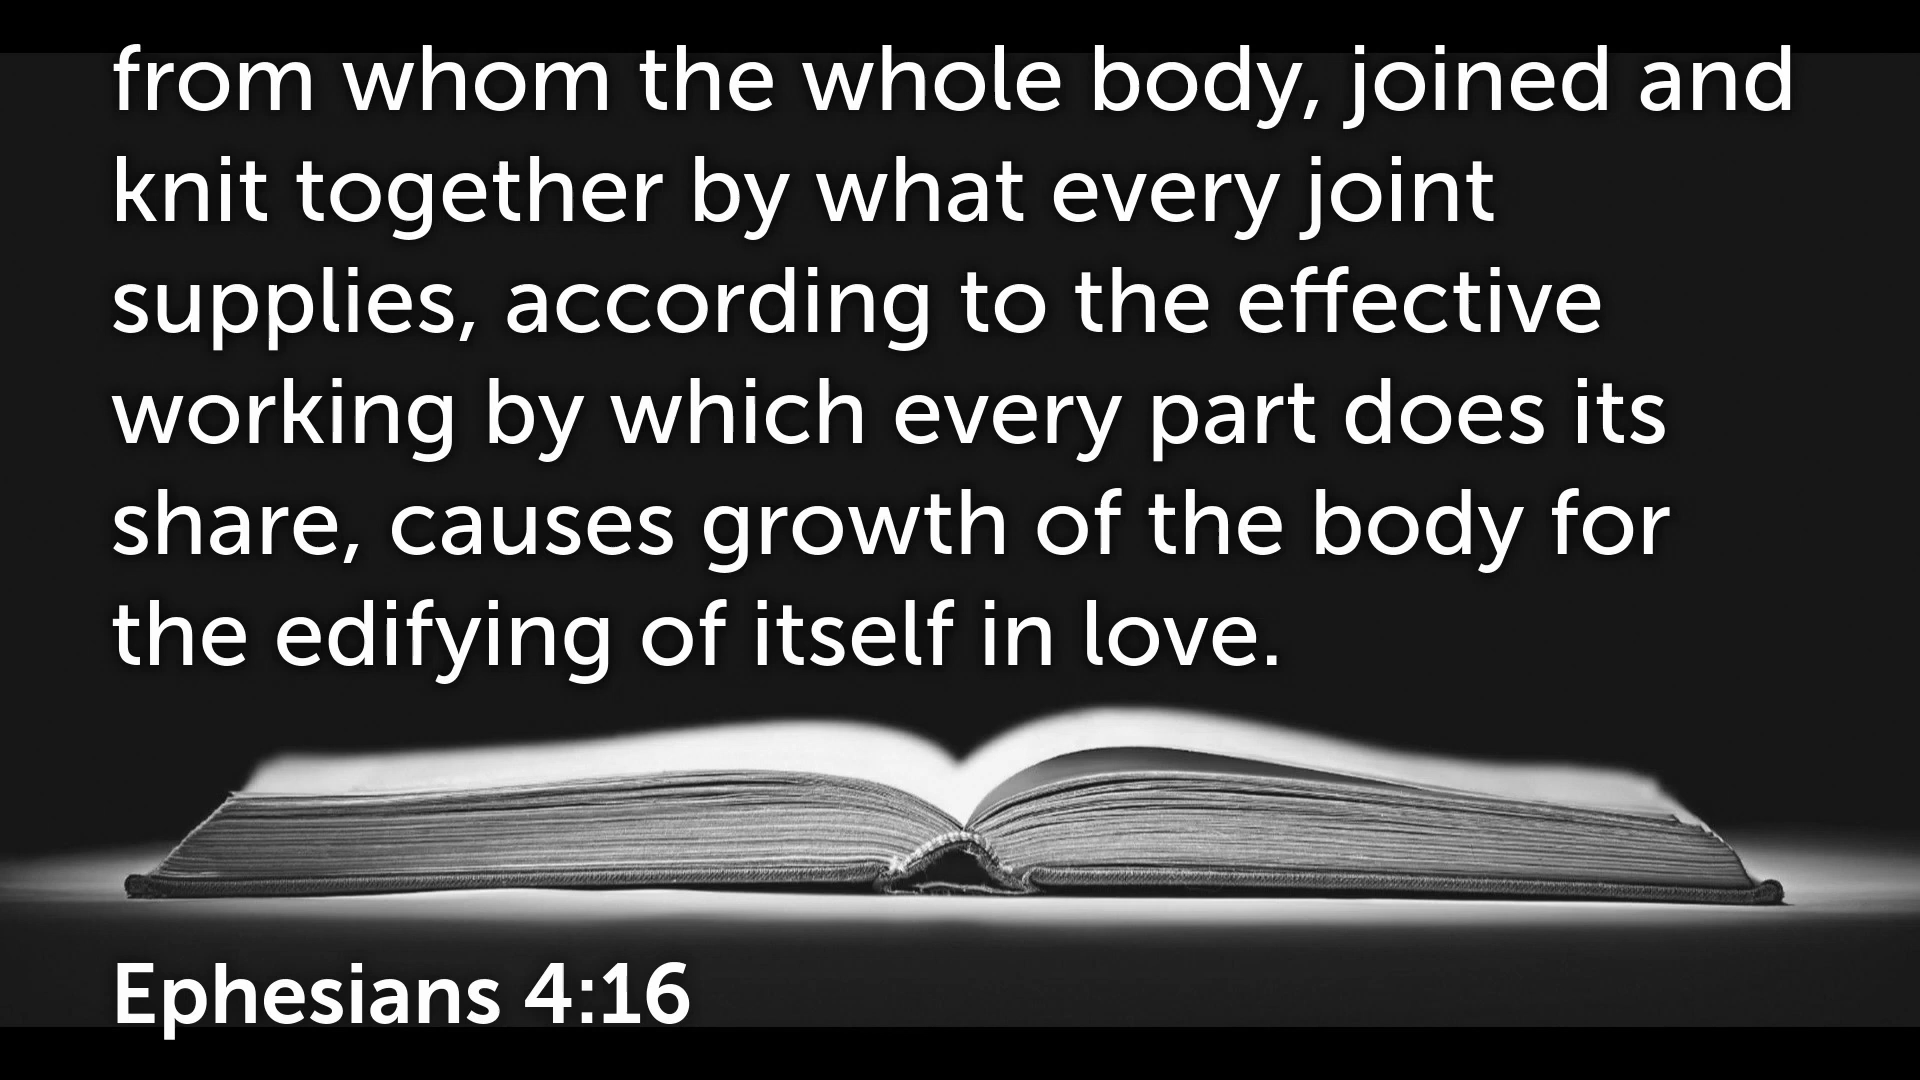 from whom the whole body, joined and
knit together by what every joint
supplies, according to the effective
working by which every part does its
share, causes growth of the body for
the edifying of itself in love.
Ephesians 4:16